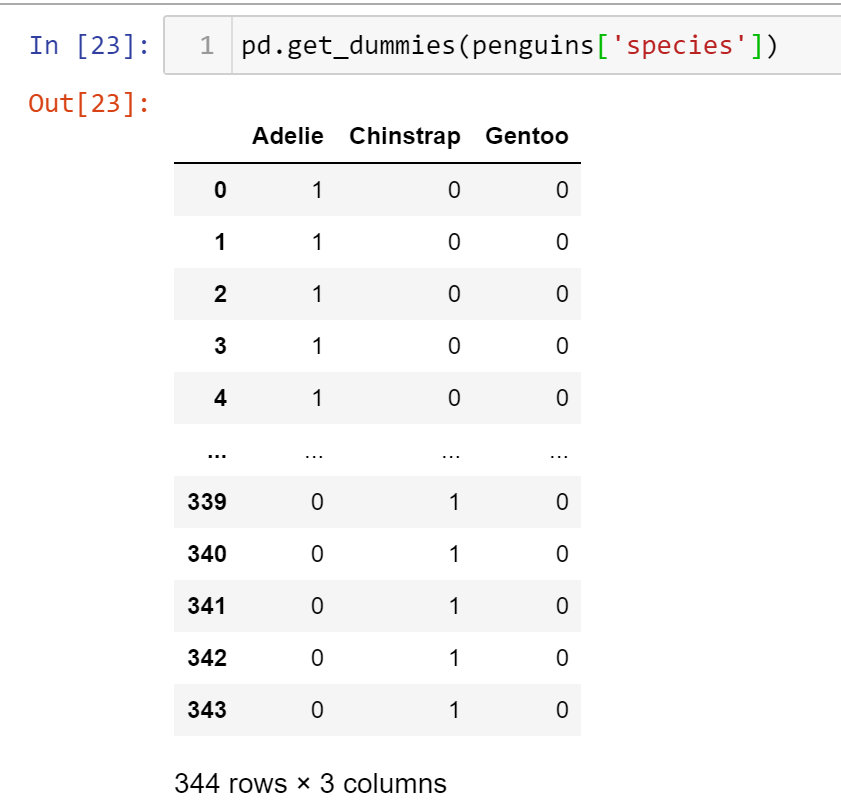 In [23]: 1 pd.get_dummies(penguins['species'])
Out[23]:
Adelie Chinstrap Gentoo
0 1 0 0
1 1 0 0
2 1 0 0
3 1 0 0
4 1 0 0
... ... ... ...
339 0 1 0
340 0 1 0
341 0 1 0
342 0 1 0
343 0 1 0
344 rows × 3 columns